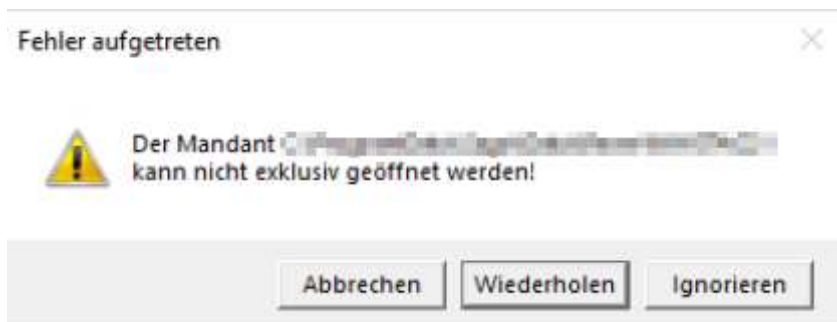 Fehler aufgetreten
Der Mandant
kann nicht exklusiv geöffnet werden!
Abbrechen Wiederholen Ignorieren